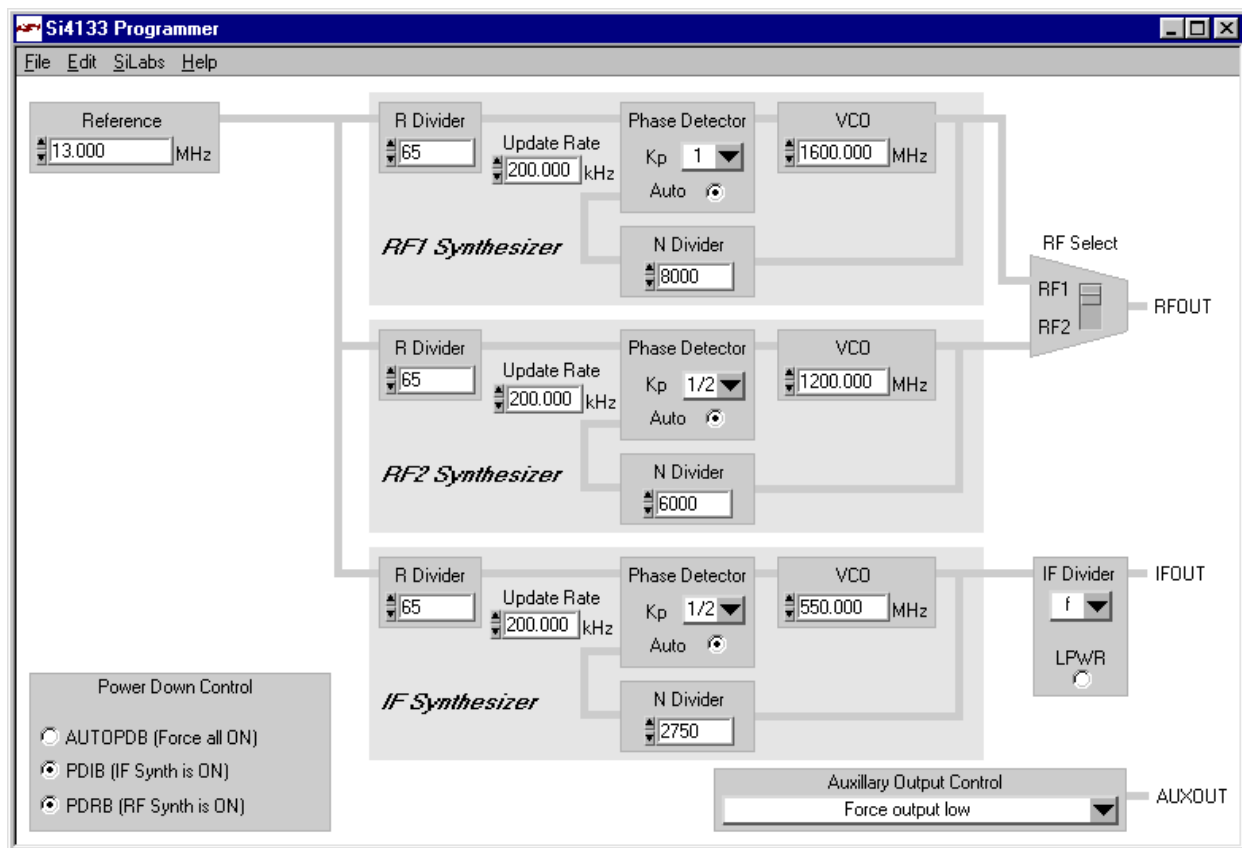 Si4133 Programmer
File Edit SiLabs Help
Reference
13.000 MHz
R Divider
65
Update Rate
200.000 kHz
Phase Detector
Kp 1
Auto
VCO
1600.000 MHz
RF1 Synthesizer
N Divider
8000
RF Select
RF1
RF2
RFOUT
R Divider
65
Update Rate
200.000 kHz
Phase Detector
Kp 1/2
Auto
VCO
1200.000 MHz
RF2 Synthesizer
N Divider
6000
R Divider
65
Update Rate
200.000 kHz
Phase Detector
Kp 1/2
Auto
VCO
550.000 MHz
IF Divider
f
LPWR
IFOUT
IF Synthesizer
N Divider
2750
Power Down Control
AUTOPDB (Force all ON)
PDIB (IF Synth is ON)
PDRB (RF Synth is ON)
Auxillary Output Control
Force output low
AUXOUT